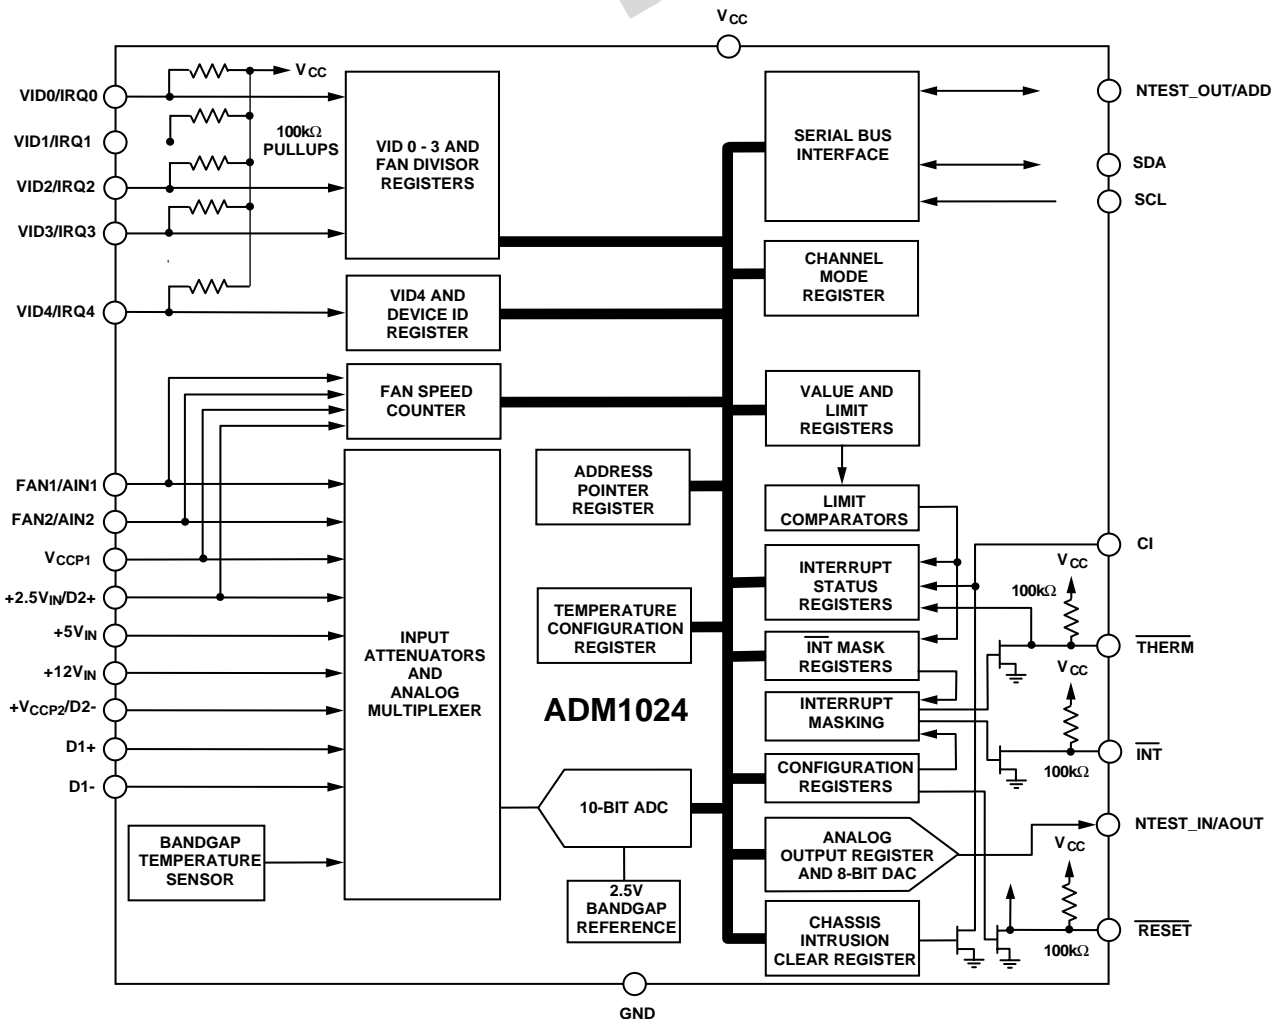 VCC
VID0/IRQ0
VID1/IRQ1
VID2/IRQ2
VID3/IRQ3
VID4/IRQ4
FAN1/AIN1
FAN2/AIN2
VCCP1
+2.5VIN/D2+
+5VIN
+12VIN
+VCCP2/D2-
D1+
D1-
VCC
100kΩ
PULLUPS
VID 0 - 3 AND
FAN DIVISOR
REGISTERS
VID4 AND
DEVICE ID
REGISTER
FAN SPEED
COUNTER
INPUT
ATTENUATORS
AND
ANALOG
MULTIPLEXER
BANDGAP
TEMPERATURE
SENSOR
ADDRESS
POINTER
REGISTER
TEMPERATURE
CONFIGURATION
REGISTER
ADM1024
10-BIT ADC
2.5V
BANDGAP
REFERENCE
SERIAL BUS
INTERFACE
CHANNEL
MODE
REGISTER
VALUE AND
LIMIT
REGISTERS
LIMIT
COMPARATORS
INTERRUPT
STATUS
REGISTERS
INT MASK
REGISTERS
INTERRUPT
MASKING
CONFIGURATION
REGISTERS
ANALOG
OUTPUT REGISTER
AND 8-BIT DAC
CHASSIS
INTRUSION
CLEAR REGISTER
NTEST_OUT/ADD
SDA
SCL
CI
VCC
100kΩ
THERM
VCC
100kΩ
INT
NTEST_IN/AOUT
VCC
100kΩ
RESET
GND